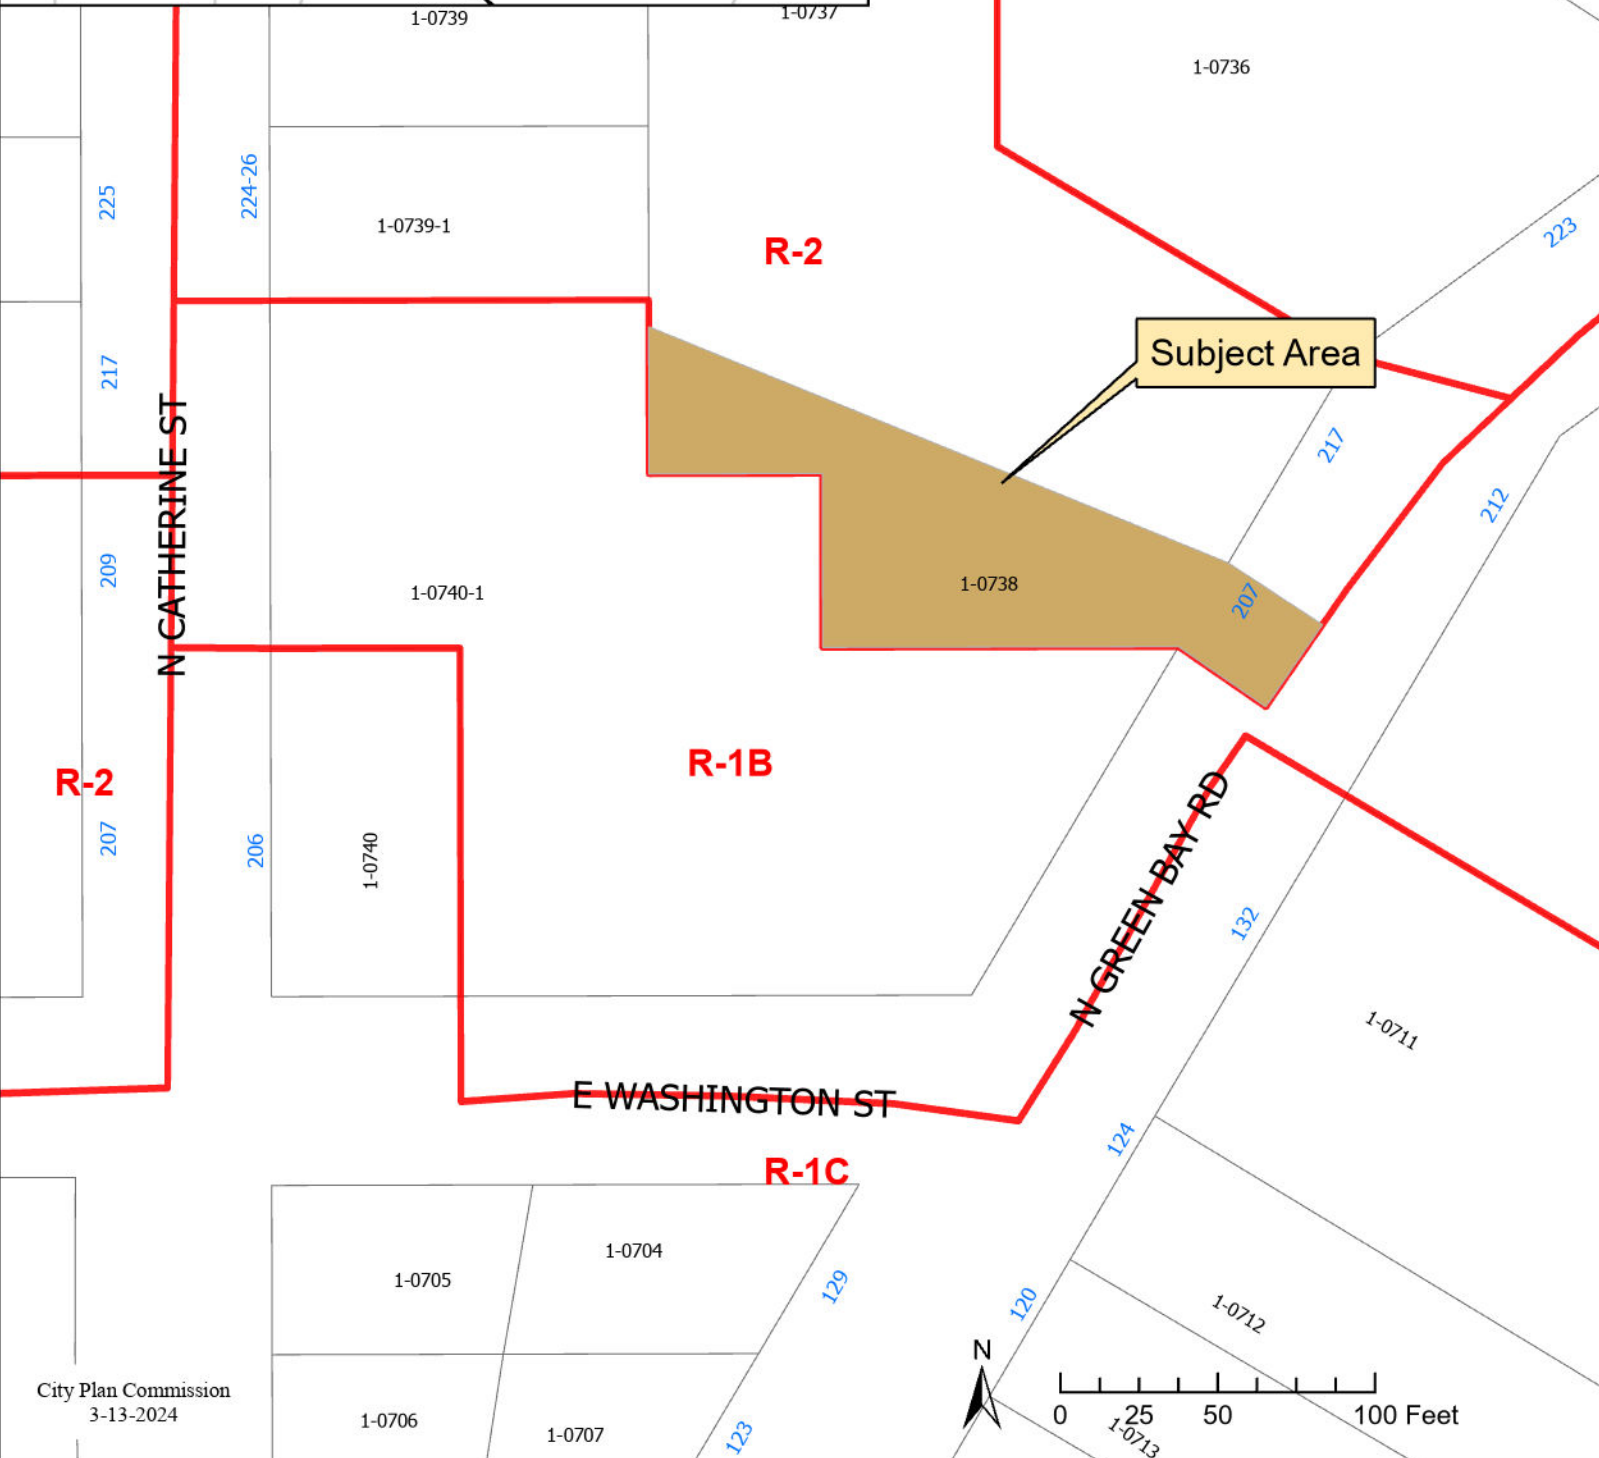 1-0739
1-0737
1-0736
225
224-26
1-0739-1
R-2
223
Subject Area
217
217
212
N CATHERINE ST
209
1-0740-1
1-0738
207
R-1B
R-2
207
206
1-0740
N GREEN BAY RD
132
1-0711
E WASHINGTON ST
124
R-1C
1-0704
1-0705
129
120
1-0712
N
City Plan Commission
3-13-2024
1-0706
1-0707
123
0 25 50 100 Feet
1-0713